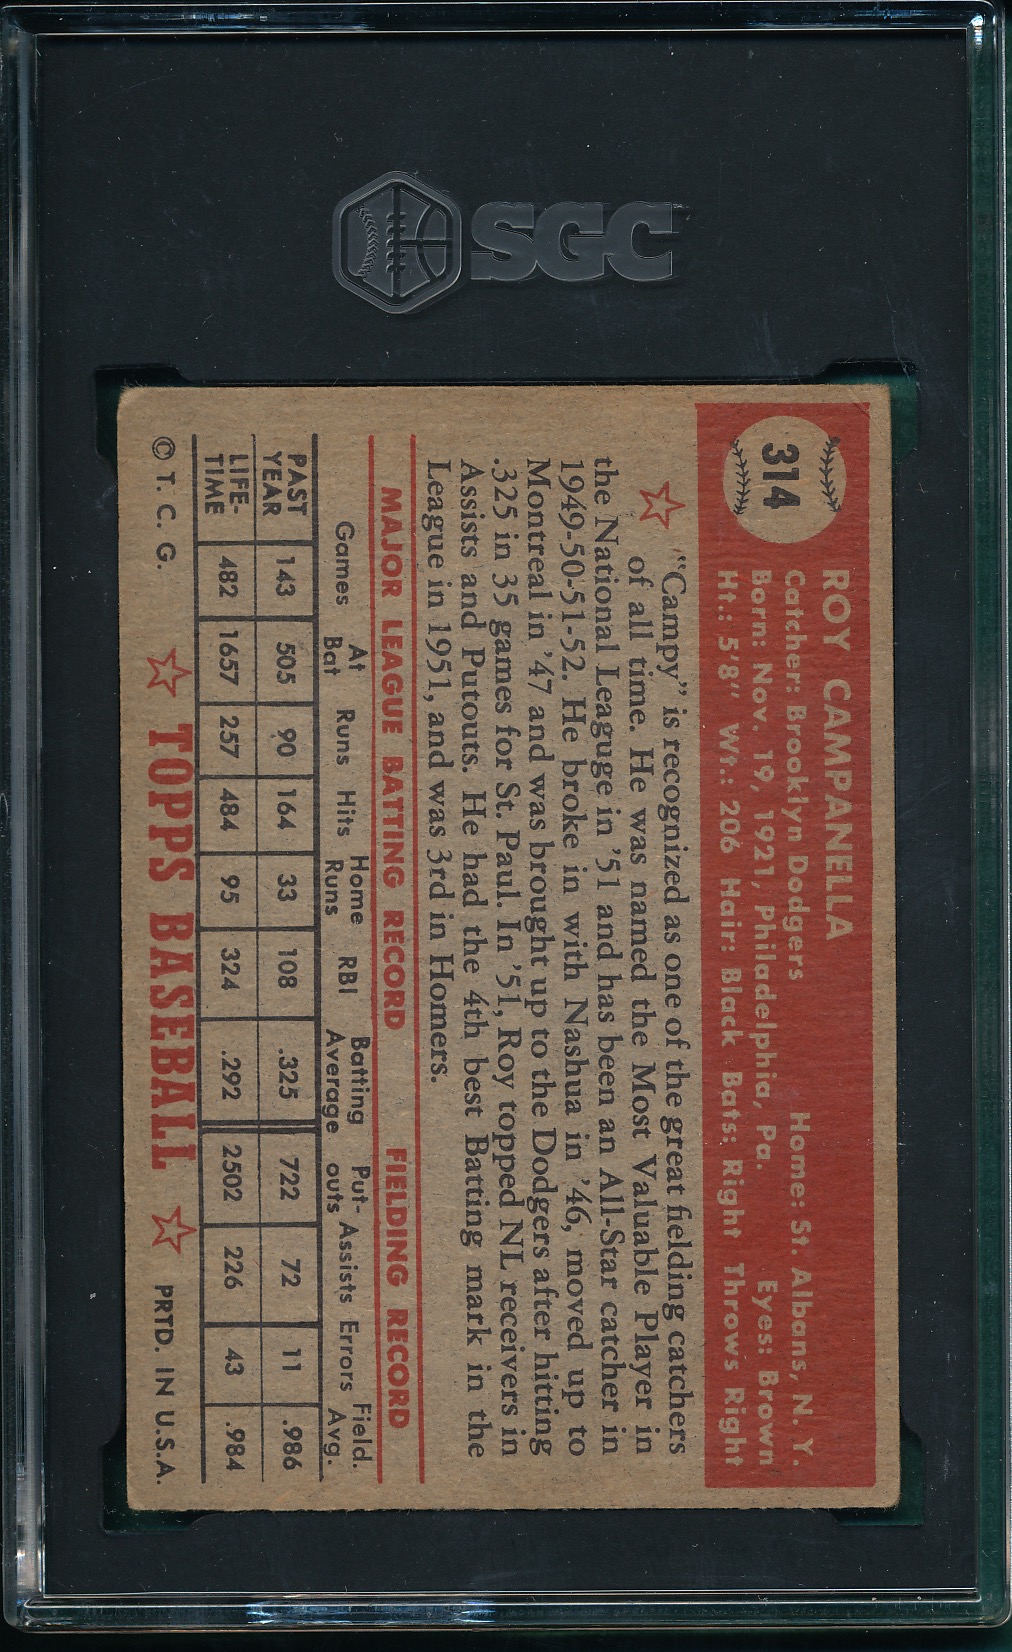 SGC
314
ROY CAMPANELLA
Catcher: Brooklyn Dodgers Home: St. Albans, N. Y.
Born: Nov. 19, 1921, Philadelphia, Pa. Eyes: Brown
Ht.: 5'8" Wt.: 206 Hair: Black Bats: Right Throws Right
"Campy" is recognized as one of the great fielding catchers
of all time. He was named the Most Valuable Player in
the National Leaguge in '51 and has been an All-Star catcher in
1949-50-51-52. He broke in with Nashua in '46, moved up to
Montreal in '47 and was brought up to the Dodgers after hitting
.325 in 35 games for St. Paul. In '51, Roy topped NL receivers in
Assists and Putouts. He had the 4th best Batting mark in the
League in 1951, and was 3rd in Homers.
MAJOR LEAGUE BATTING RECORD FIELDING RECORD
Games At Bat Runs Hits Home Runs RBI Batting Average Put-outs Assists Errors Field. Avg.
PAST YEAR 143 505 90 164 33 108 .325 722 72 11 .986
LIFE-TIME 482 1657 257 484 95 324 .292 2502 226 43 .984
© T. C. G. TOPPS BASEBALL PRTD. IN U.S.A.